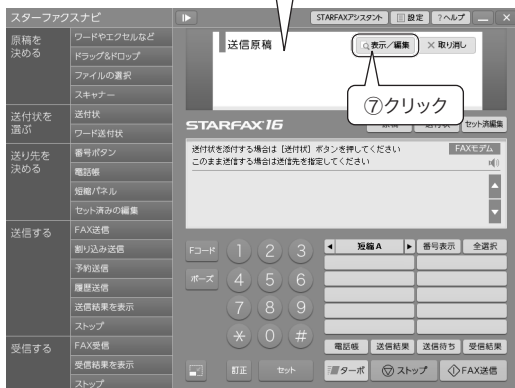 スターファクスナビ
STARFAXアシスタント 設定 ?ヘルプ
原稿を決める
ワードやエクセルなど
ドラッグ&ドロップ
ファイルの選択
スキャナー
送付状を選ぶ
送付状
ワード送付状
送り先を決める
番号ボタン
電話帳
短縮パネル
セット済みの編集
送信する
FAX送信
割り込み送信
予約送信
履歴送信
送信結果を表示
ストップ
受信する
FAX受信
受信結果を表示
ストップ
送信原稿
表示/編集 × 取り消し
⑦クリック
STARFAX'16
セット済編集
送付状を添付する場合は [送付状] ボタンを押してください
このまま送信する場合は送信先を指定してください
FAXモデム
Fコード 1 2 3
短縮A 番号表示 全選択
ポーズ 4 5 6
7 8 9
* 0 #
電話帳 送信結果 送信待ち 受信結果
訂正 セット ターボ ストップ FAX送信